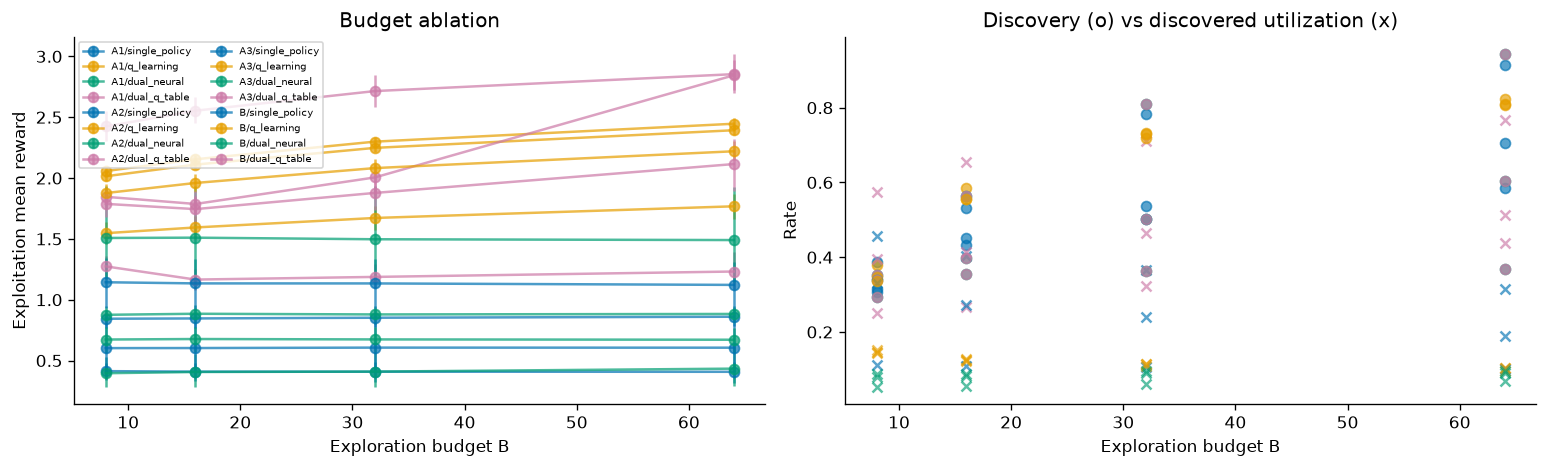 Budget ablation
Exploitation mean reward
3.0
2.5
2.0
1.5
1.0
0.5
A1/single_policy
A1/q_learning
A1/dual_neural
A1/dual_q_table
A2/single_policy
A2/q_learning
A2/dual_neural
A2/dual_q_table
A3/single_policy
A3/q_learning
A3/dual_neural
A3/dual_q_table
B/single_policy
B/q_learning
B/dual_neural
B/dual_q_table
10 20 30 40 50 60
Exploration budget B
Discovery (o) vs discovered utilization (x)
Rate
0.8
0.6
0.4
0.2
10 20 30 40 50 60
Exploration budget B